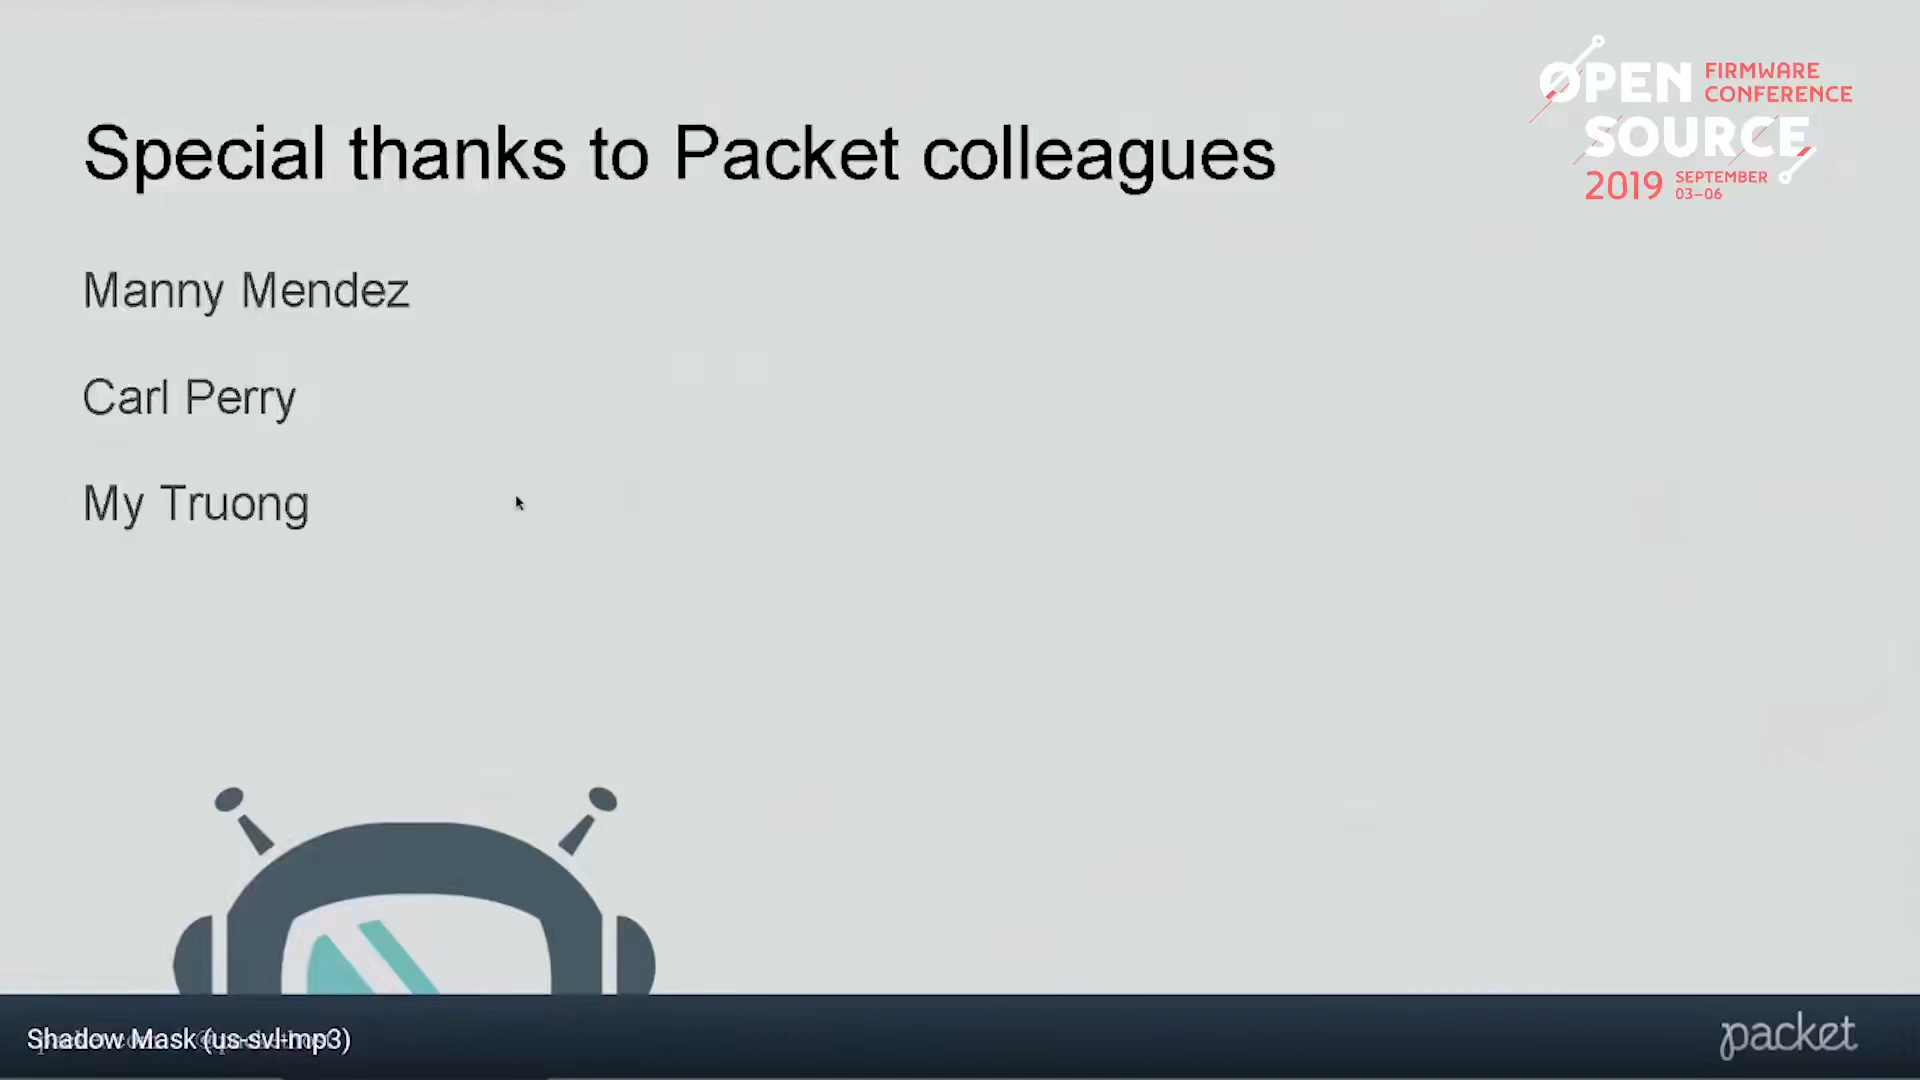 Special thanks to Packet colleagues
Manny Mendez
Carl Perry
My Truong
OPEN FIRMWARE
CONFERENCE
SOURCE
2019 SEPTEMBER
03–06
Shadow Mask (us-svl-mp3)
packet